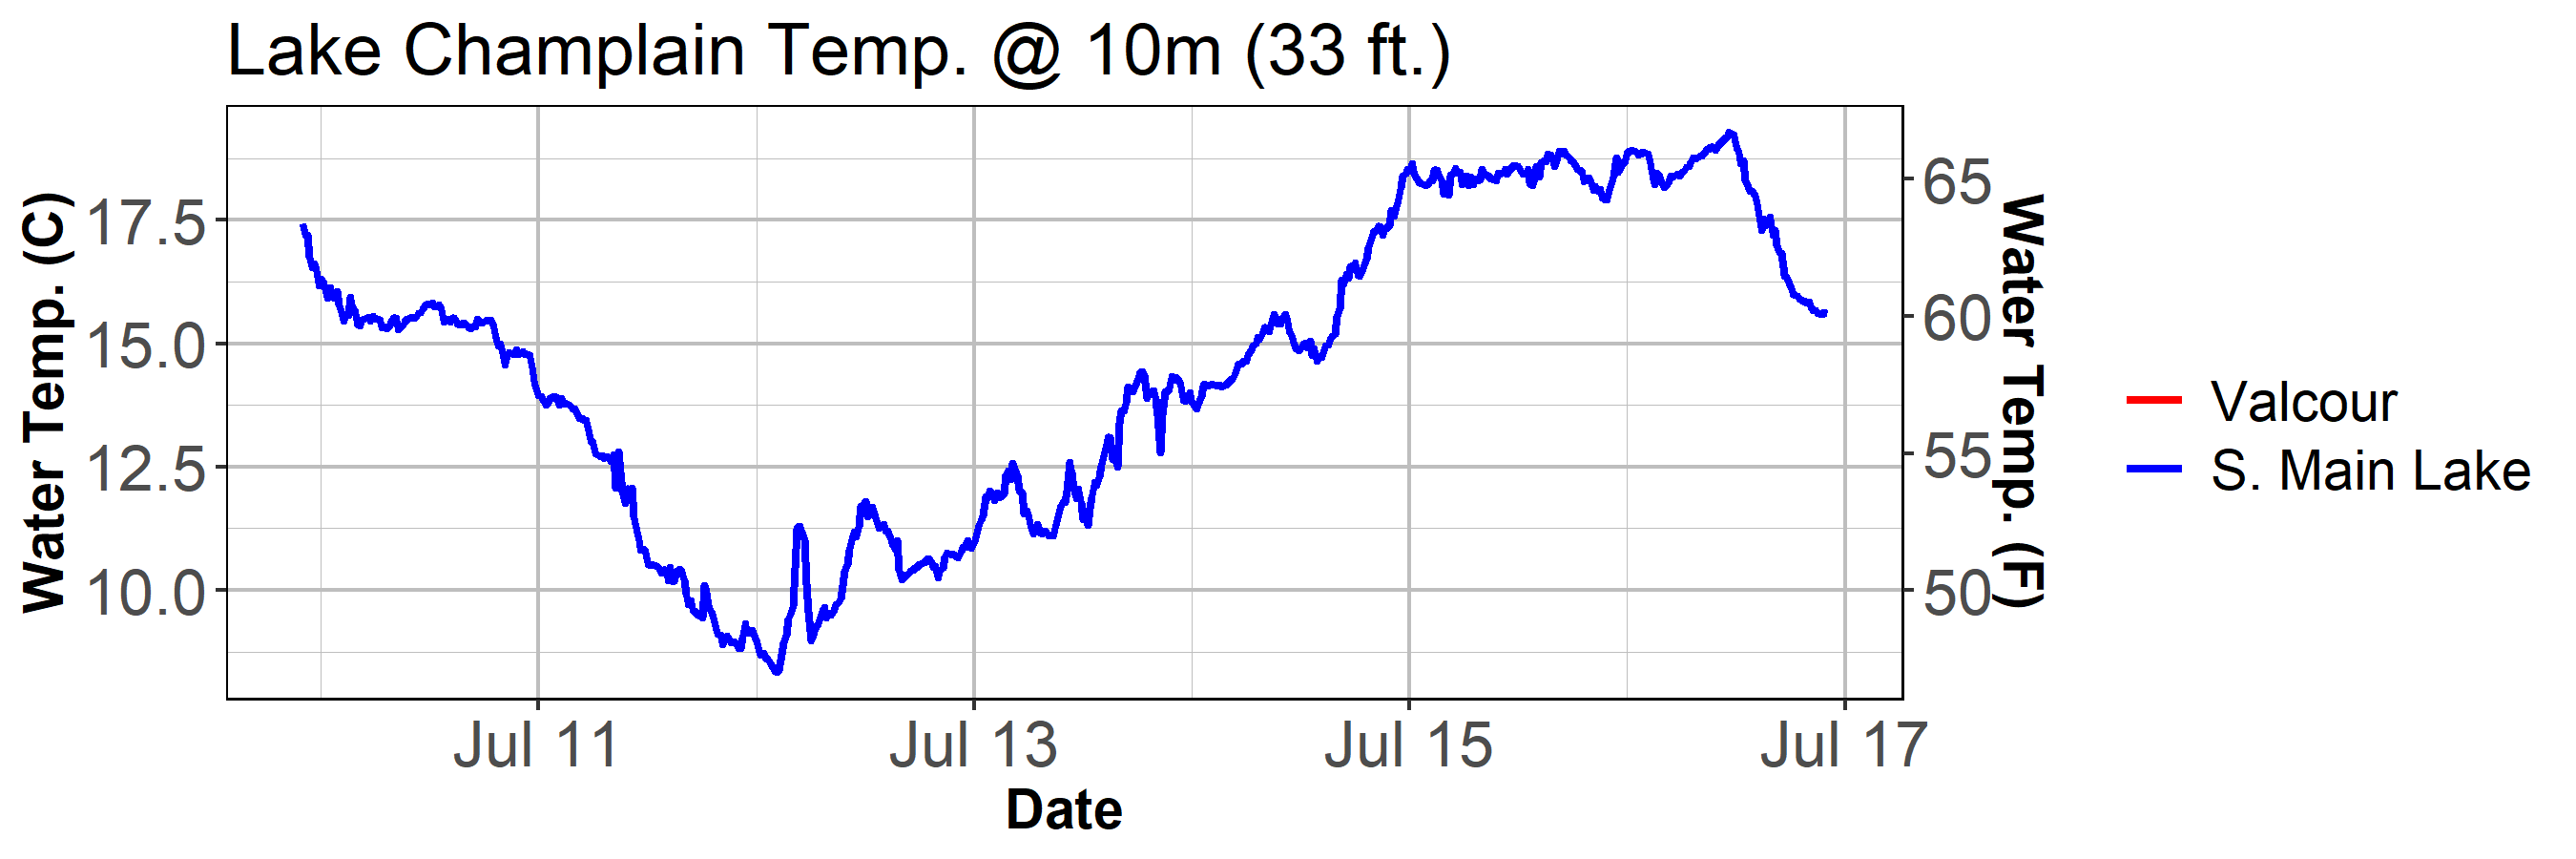 Lake Champlain Temp. @ 10m (33 ft.)
Water Temp. (C)
17.5
15.0
12.5
10.0
65
60
55
50
Water Temp. (F)
Jul 11
Jul 13
Jul 15
Jul 17
Date
Valcour
S. Main Lake